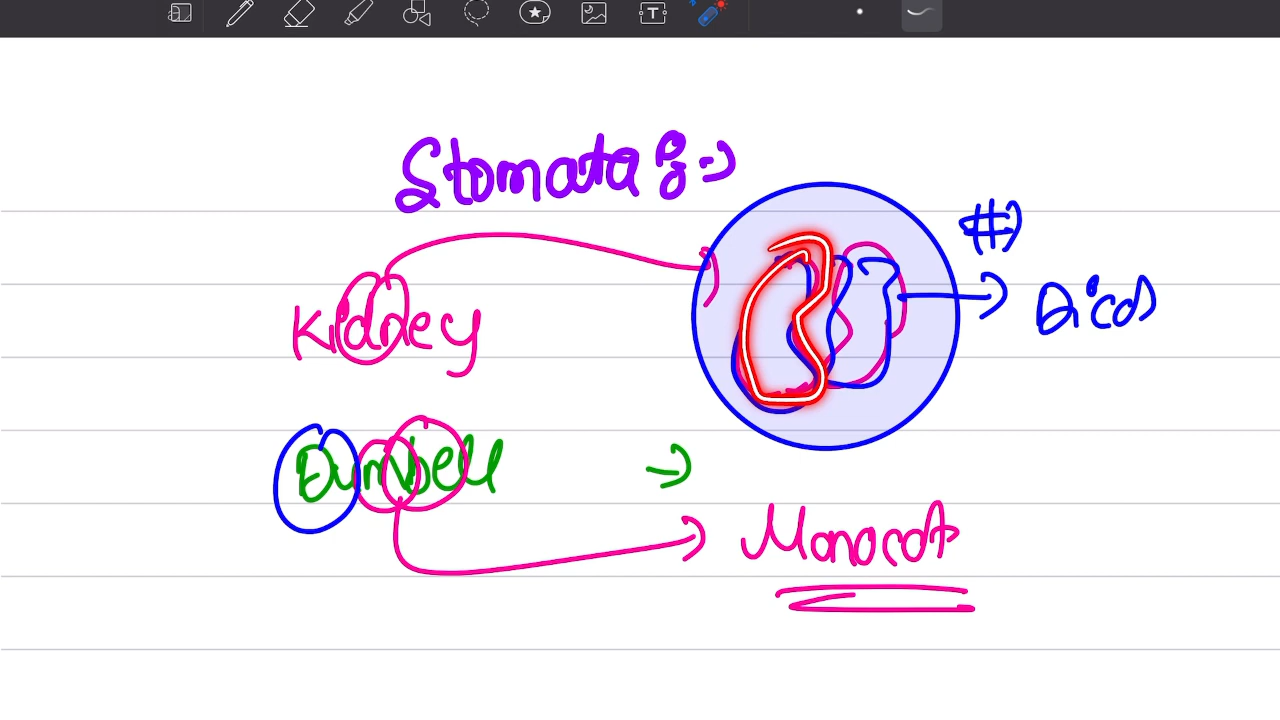 Stomata :->
Kidney
# Dicot
Dumbell ->
Monocot